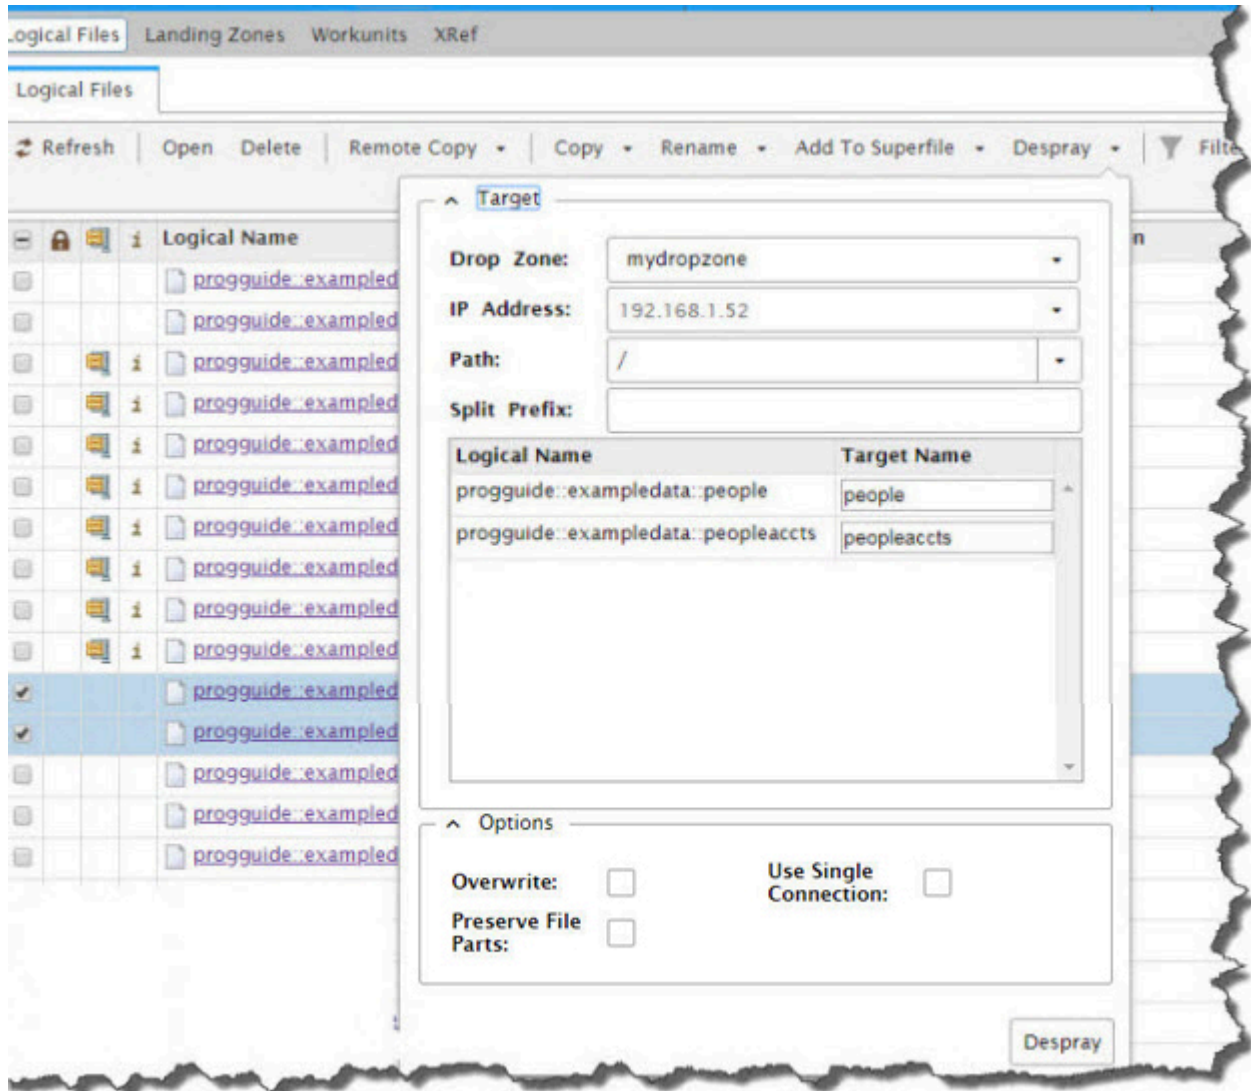 Logical Files Landing Zones Workunits XRef
Logical Files
Refresh Open Delete Remote Copy Copy Rename Add To Superfile Despray
Target
i Logical Name
Drop Zone: mydropzone
progguide::exampled
IP Address: 192.168.1.52
progguide::exampled
Path: /
i progguide::exampled
Split Prefix:
i progguide::exampled
i progguide::exampled
Logical Name Target Name
progguide::exampledata::people people
i progguide::exampled
progguide::exampledata::peopleaccts peopleaccts
i progguide::exampled
i progguide::exampled
i progguide::exampled
i progguide::exampled
progguide::exampled
progguide::exampled
progguide::exampled
progguide::exampled
progguide::exampled
Options
Overwrite:
Use Single
Connection:
Preserve File
Parts:
Despray